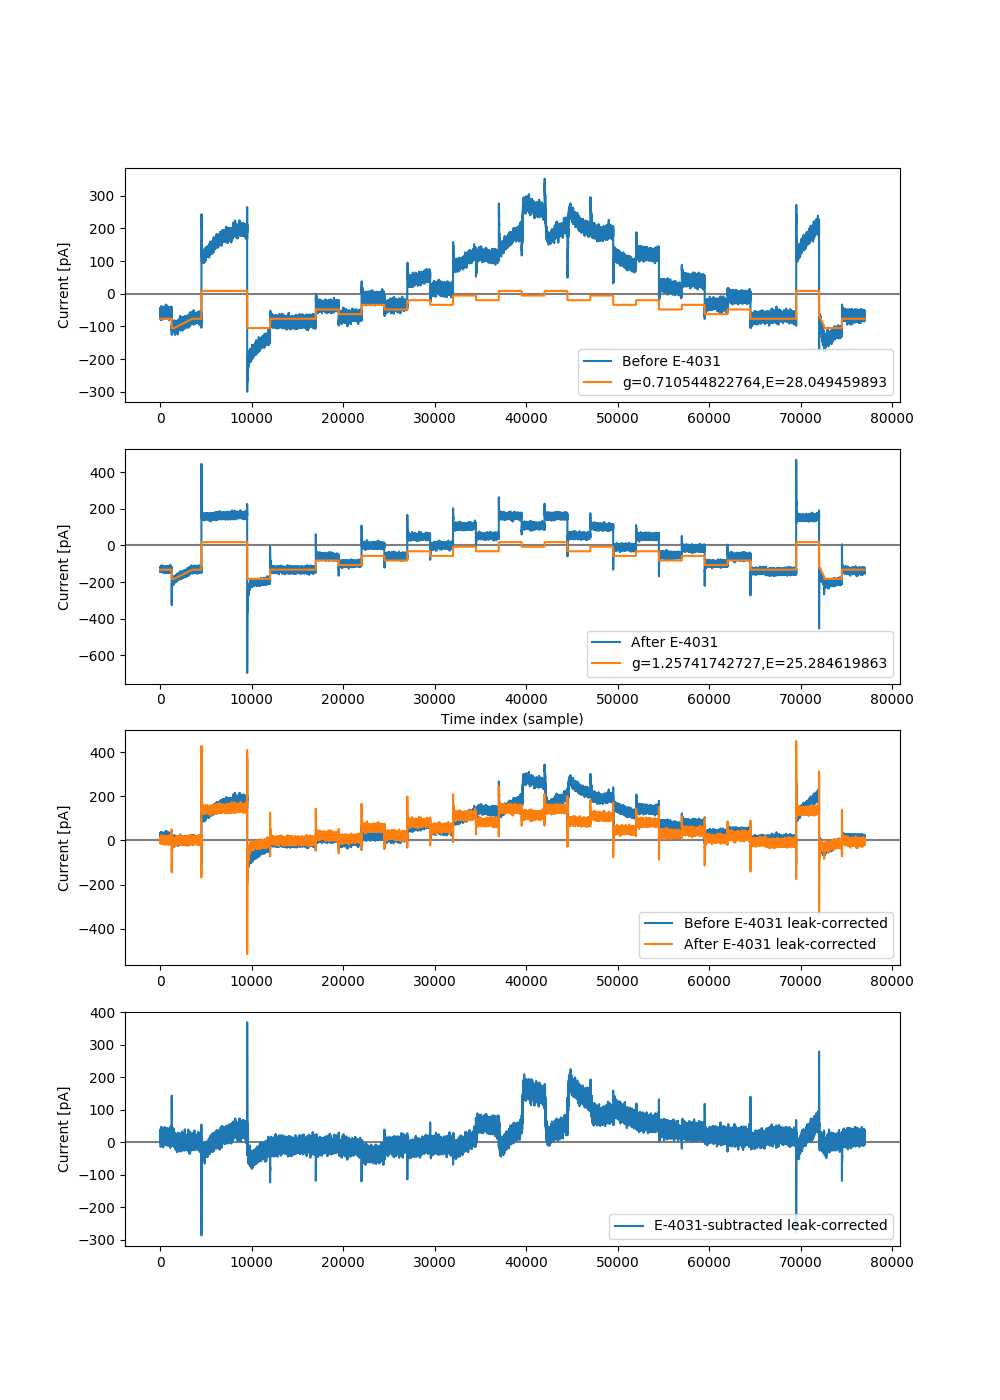 300
200
100
0
−100
−200
−300
Current [pA]
Before E-4031
g=0.710544822764,E=28.049459893
0 10000 20000 30000 40000 50000 60000 70000 80000
400
200
0
−200
−400
−600
Current [pA]
After E-4031
g=1.25741742727,E=25.284619863
0 10000 20000 30000 40000 50000 60000 70000 80000
Time index (sample)
400
200
0
−200
−400
Current [pA]
Before E-4031 leak-corrected
After E-4031 leak-corrected
0 10000 20000 30000 40000 50000 60000 70000 80000
400
300
200
100
0
−100
−200
−300
Current [pA]
E-4031-subtracted leak-corrected
0 10000 20000 30000 40000 50000 60000 70000 80000